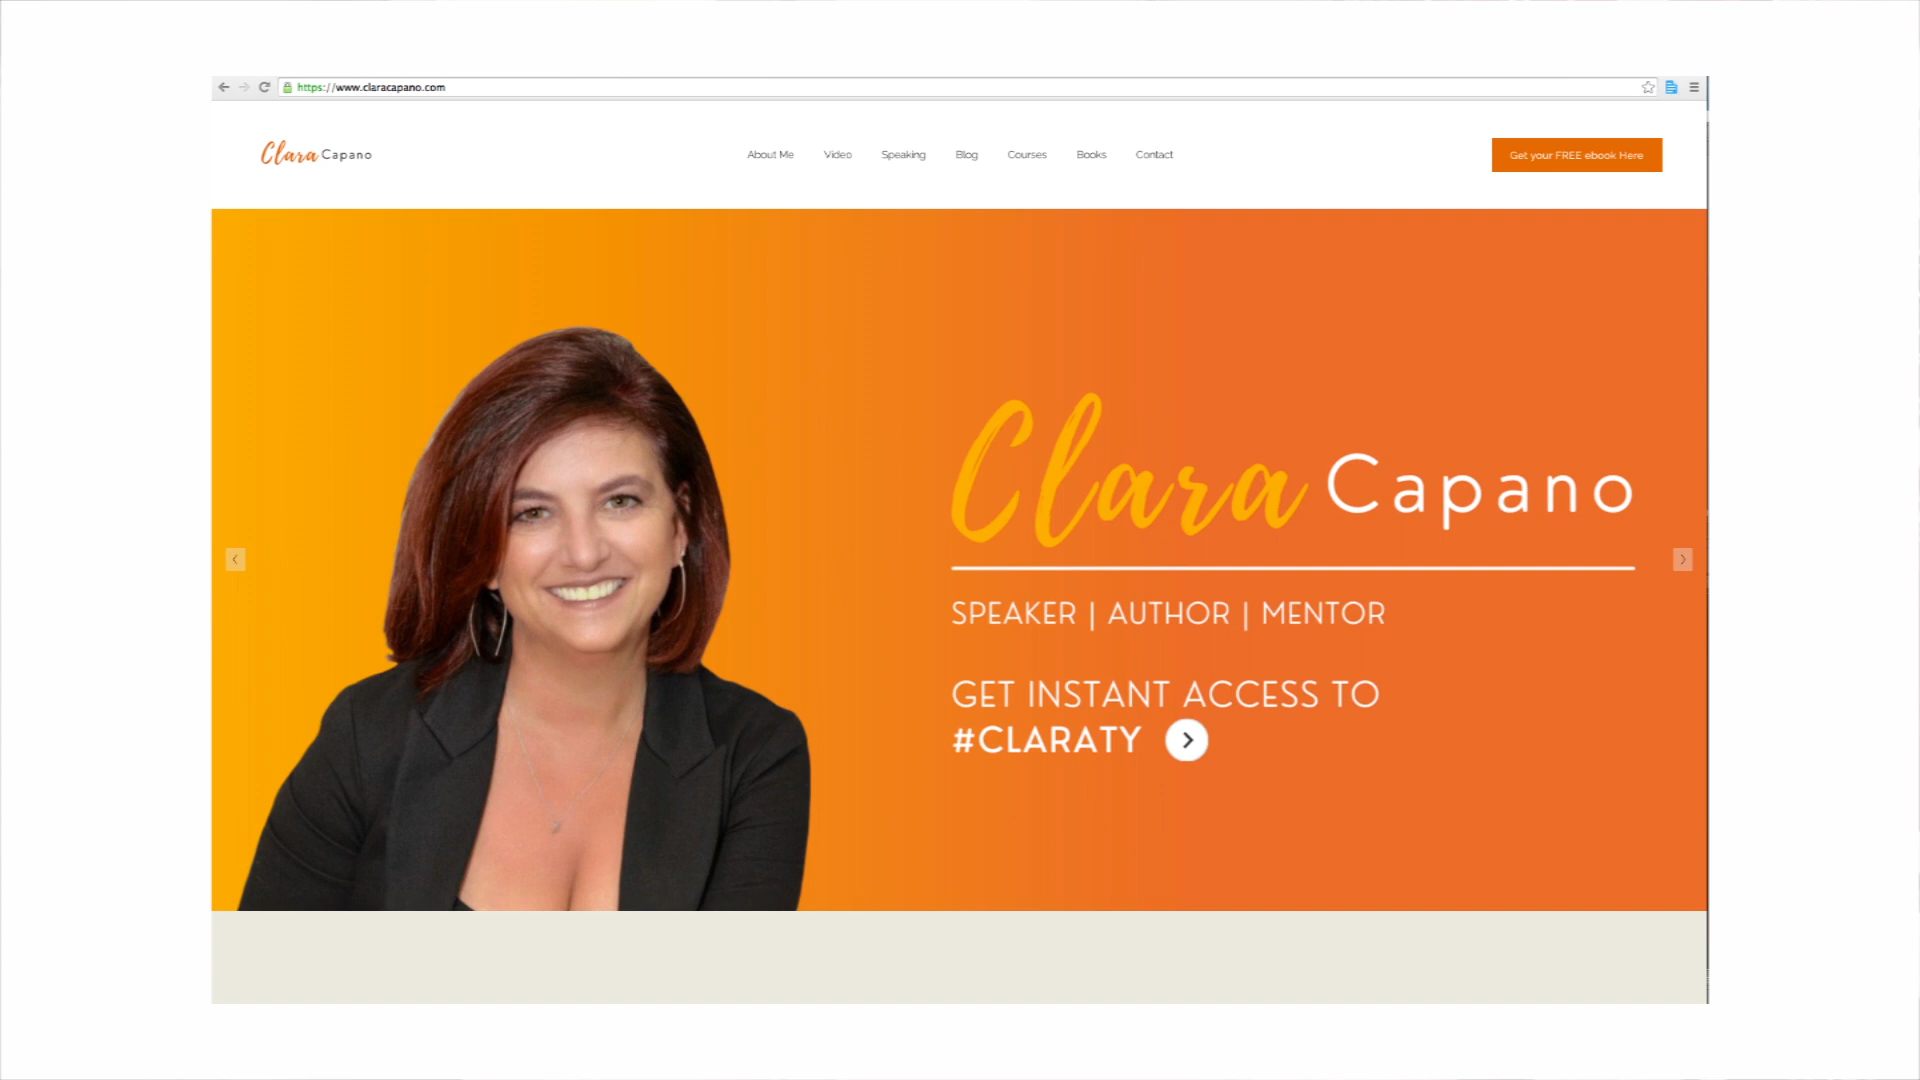 https://www.claracapano.com
Clara Capano
About Me Video Speaking Blog Courses Books Contact
Get your FREE ebook Here
Clara Capano
SPEAKER | AUTHOR | MENTOR
GET INSTANT ACCESS TO
#CLARATY